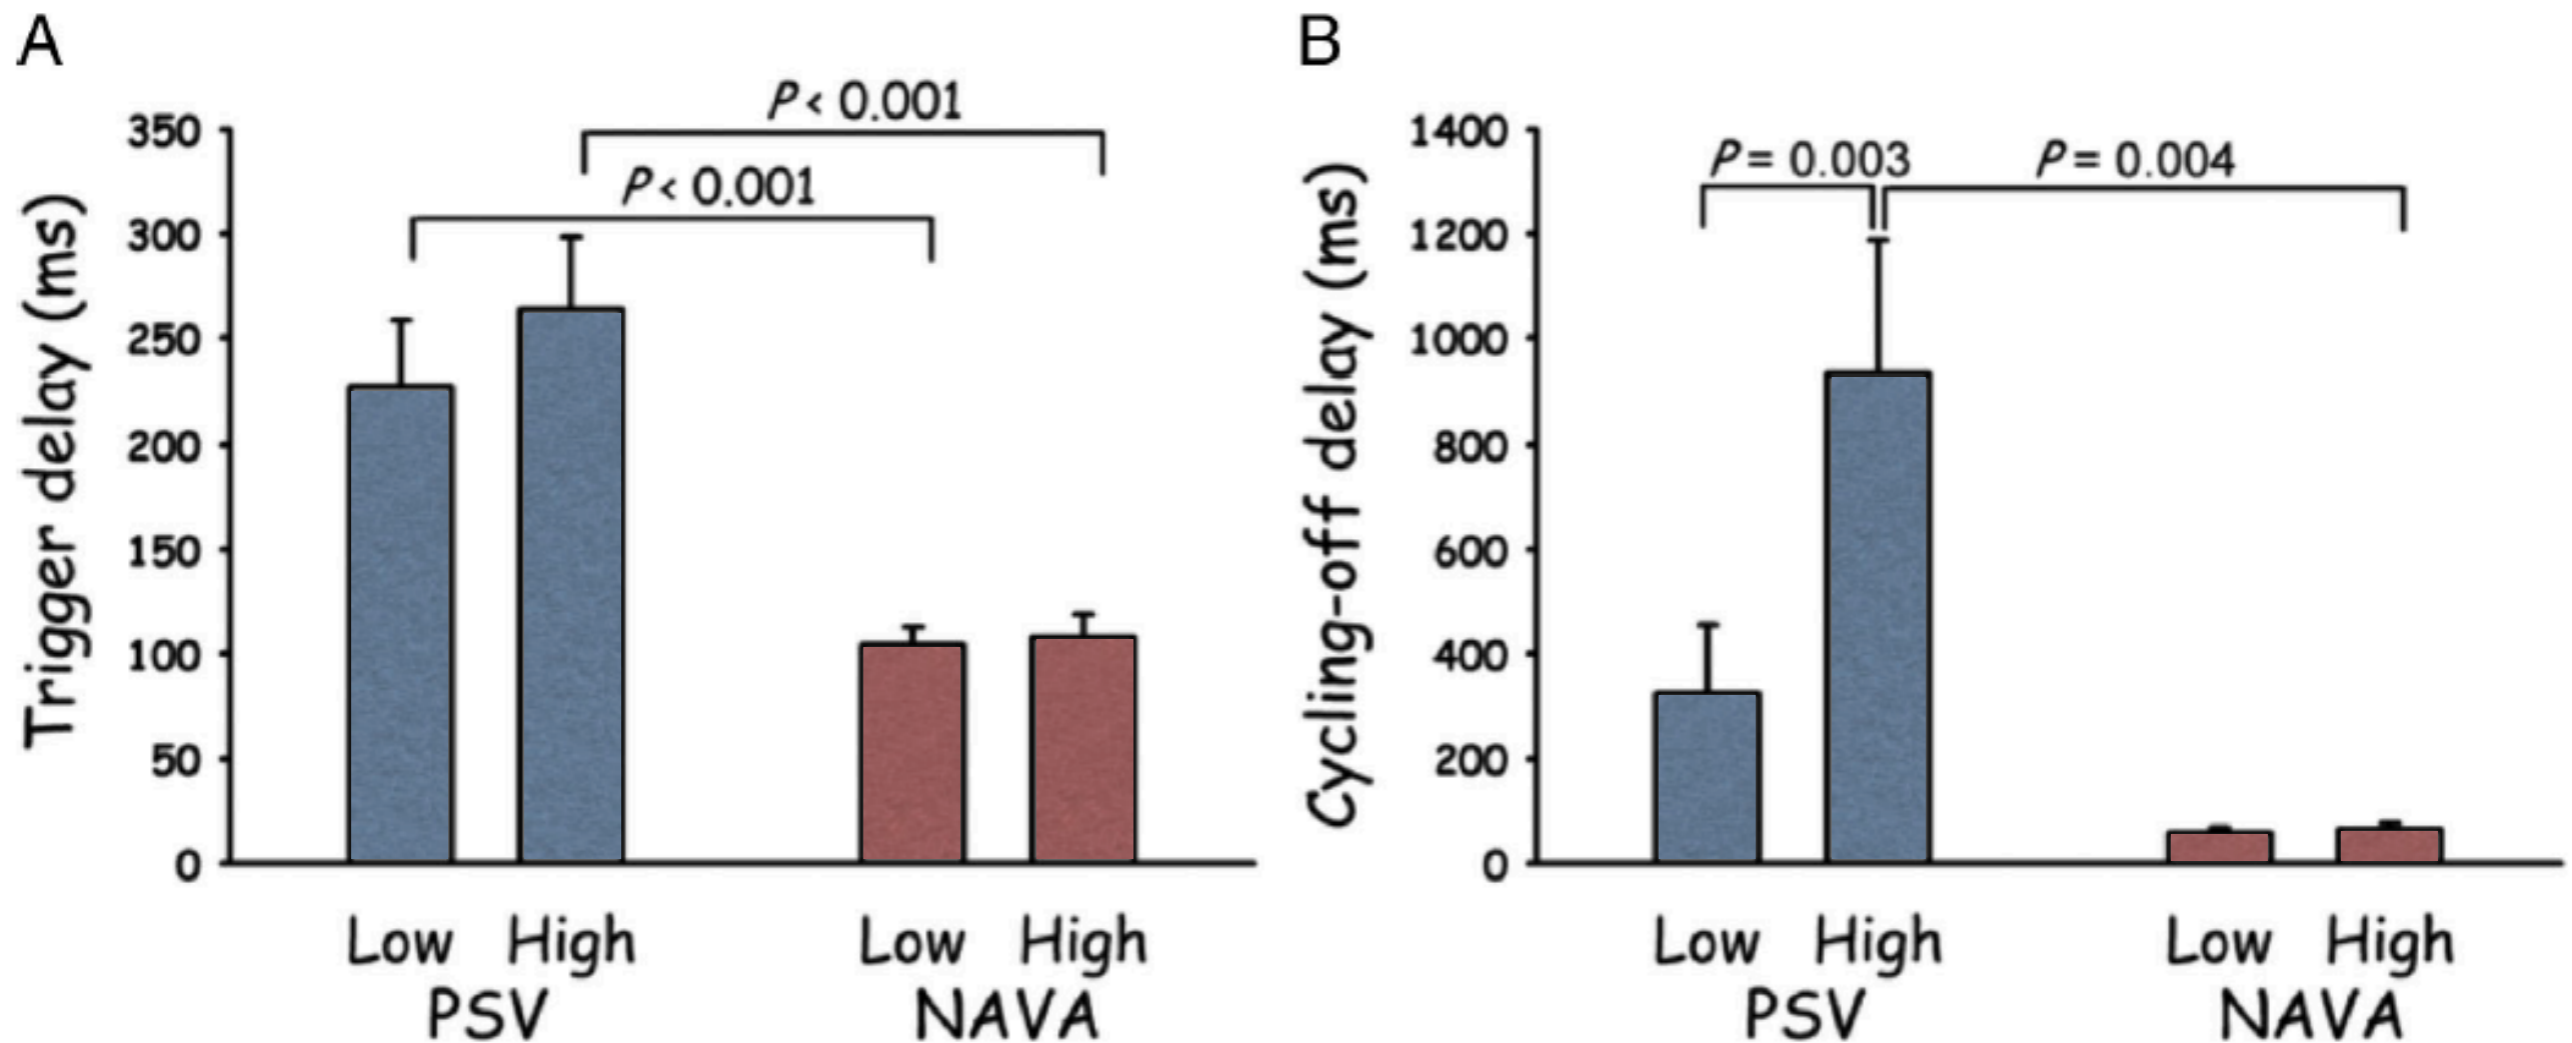 A
Trigger delay (ms)
350
300
250
200
150
100
50
0
P < 0.001
P < 0.001
Low High Low High
PSV NAVA
B
Cycling-off delay (ms)
1400
1200
1000
800
600
400
200
0
P = 0.003 P = 0.004
Low High Low High
PSV NAVA